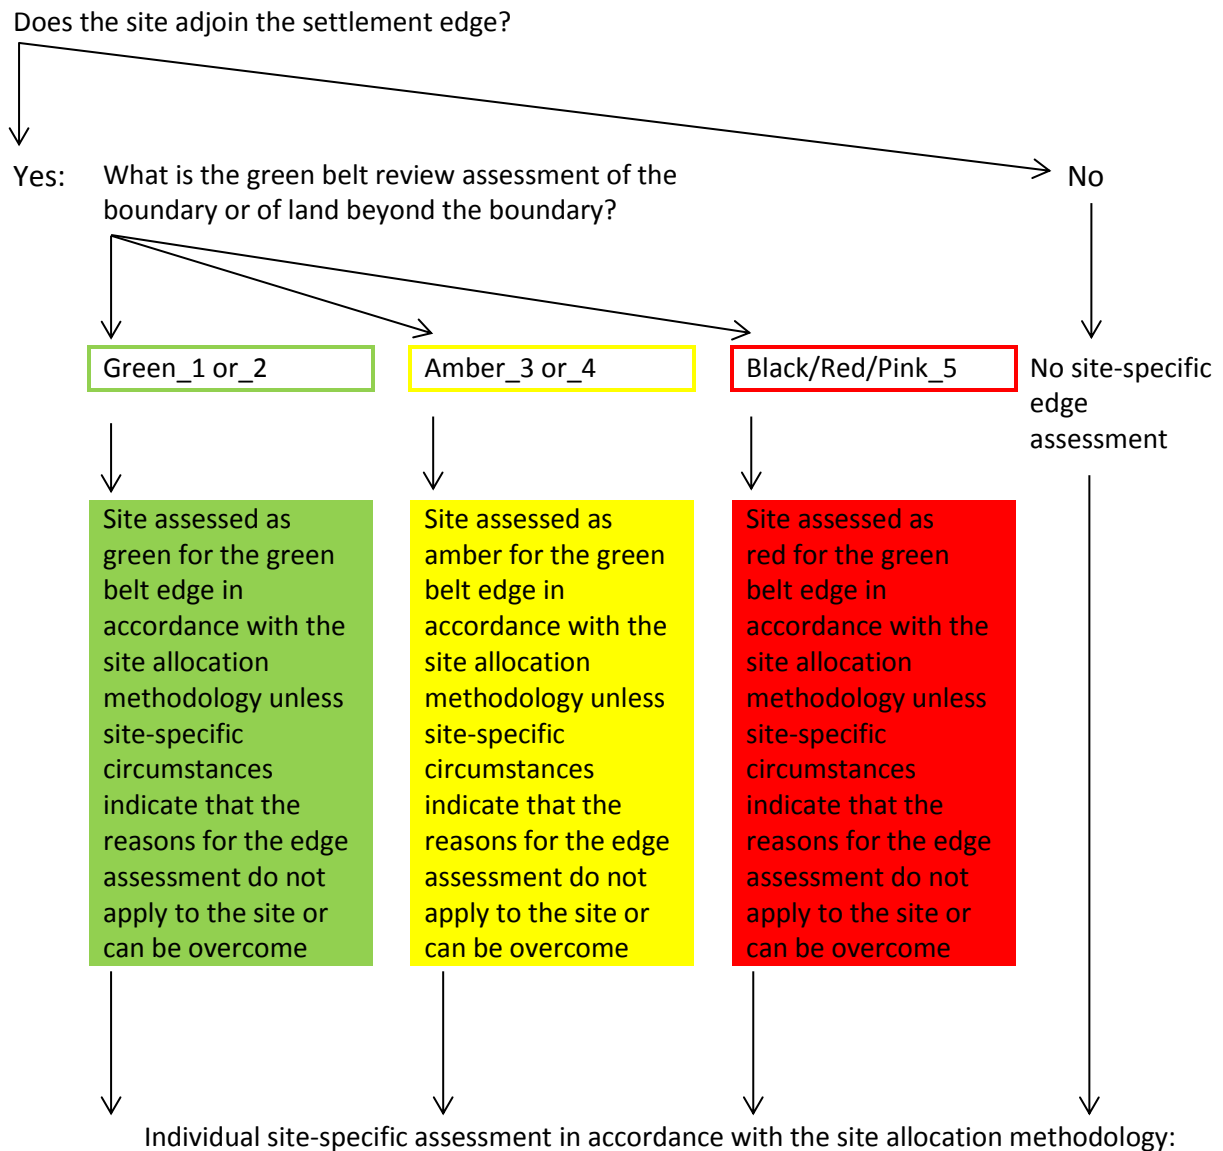 Does the site adjoin the settlement edge?
Yes:
What is the green belt review assessment of the
boundary or of land beyond the boundary?
No
Green_1 or_2
Amber_3 or_4
Black/Red/Pink_5
No site-specific
edge
assessment
Site assessed as
green for the green
belt edge in
accordance with the
site allocation
methodology unless
site-specific
circumstances
indicate that the
reasons for the edge
assessment do not
apply to the site or
can be overcome
Site assessed as
amber for the green
belt edge in
accordance with the
site allocation
methodology unless
site-specific
circumstances
indicate that the
reasons for the edge
assessment do not
apply to the site or
can be overcome
Site assessed as
red for the green
belt edge in
accordance with the
site allocation
methodology unless
site-specific
circumstances
indicate that the
reasons for the edge
assessment do not
apply to the site or
can be overcome
Individual site-specific assessment in accordance with the site allocation methodology: